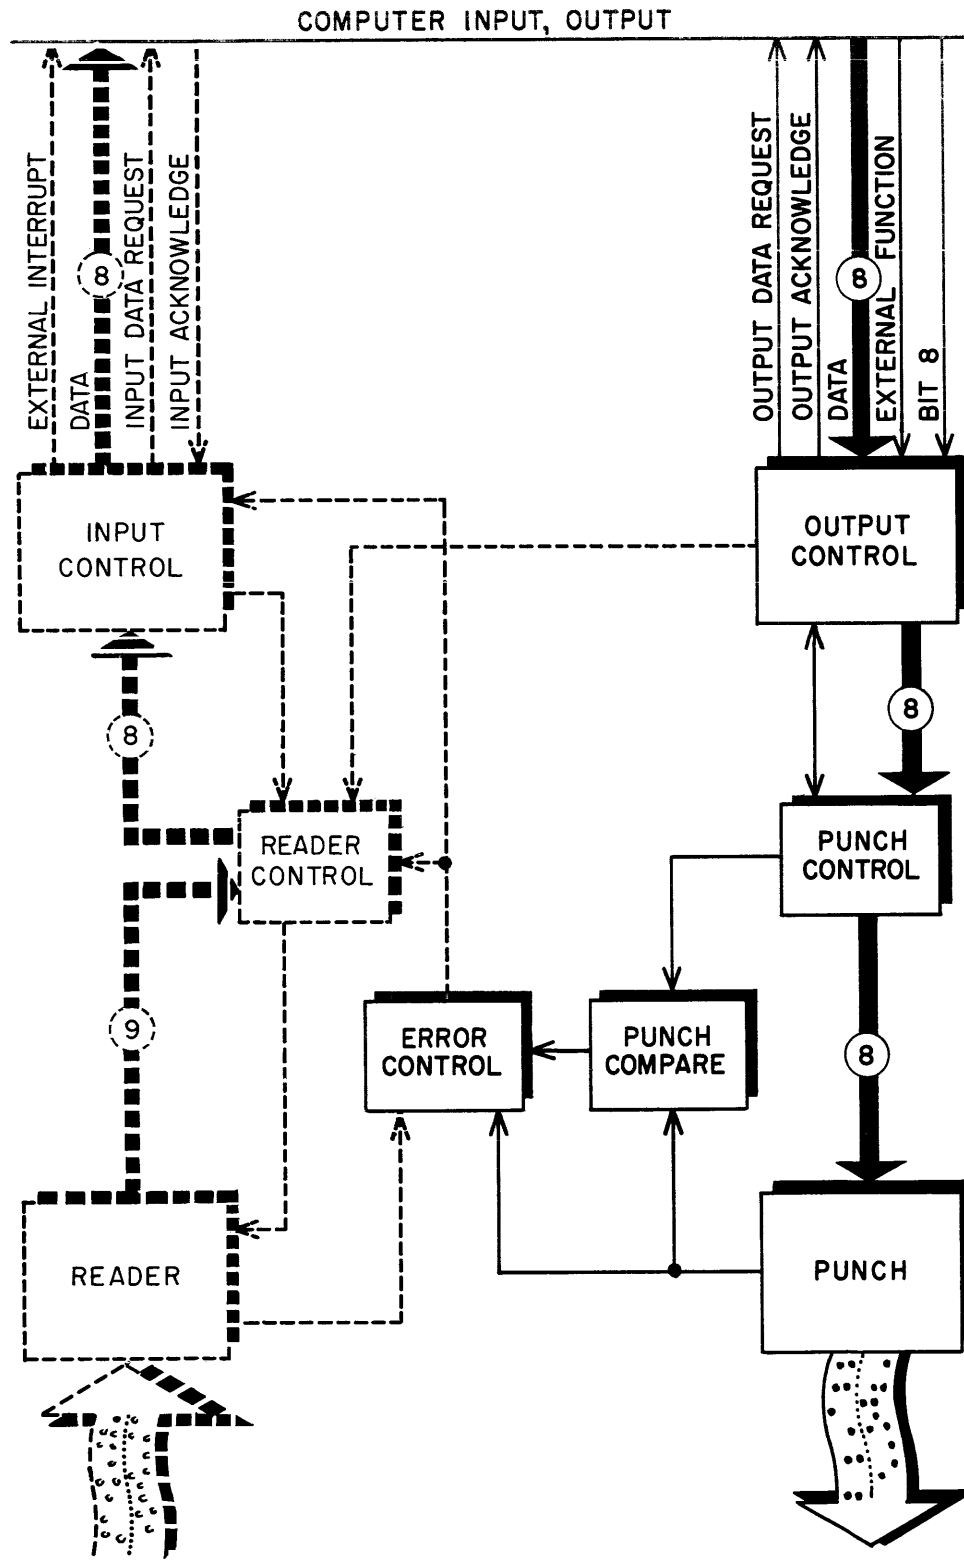 COMPUTER INPUT, OUTPUT
EXTERNAL INTERRUPT
DATA
8
INPUT DATA REQUEST
INPUT ACKNOWLEDGE
OUTPUT DATA REQUEST
OUTPUT ACKNOWLEDGE
DATA
8
EXTERNAL FUNCTION
BIT 8
INPUT
CONTROL
OUTPUT
CONTROL
8
8
READER
CONTROL
PUNCH
CONTROL
9
ERROR
CONTROL
PUNCH
COMPARE
8
READER
PUNCH